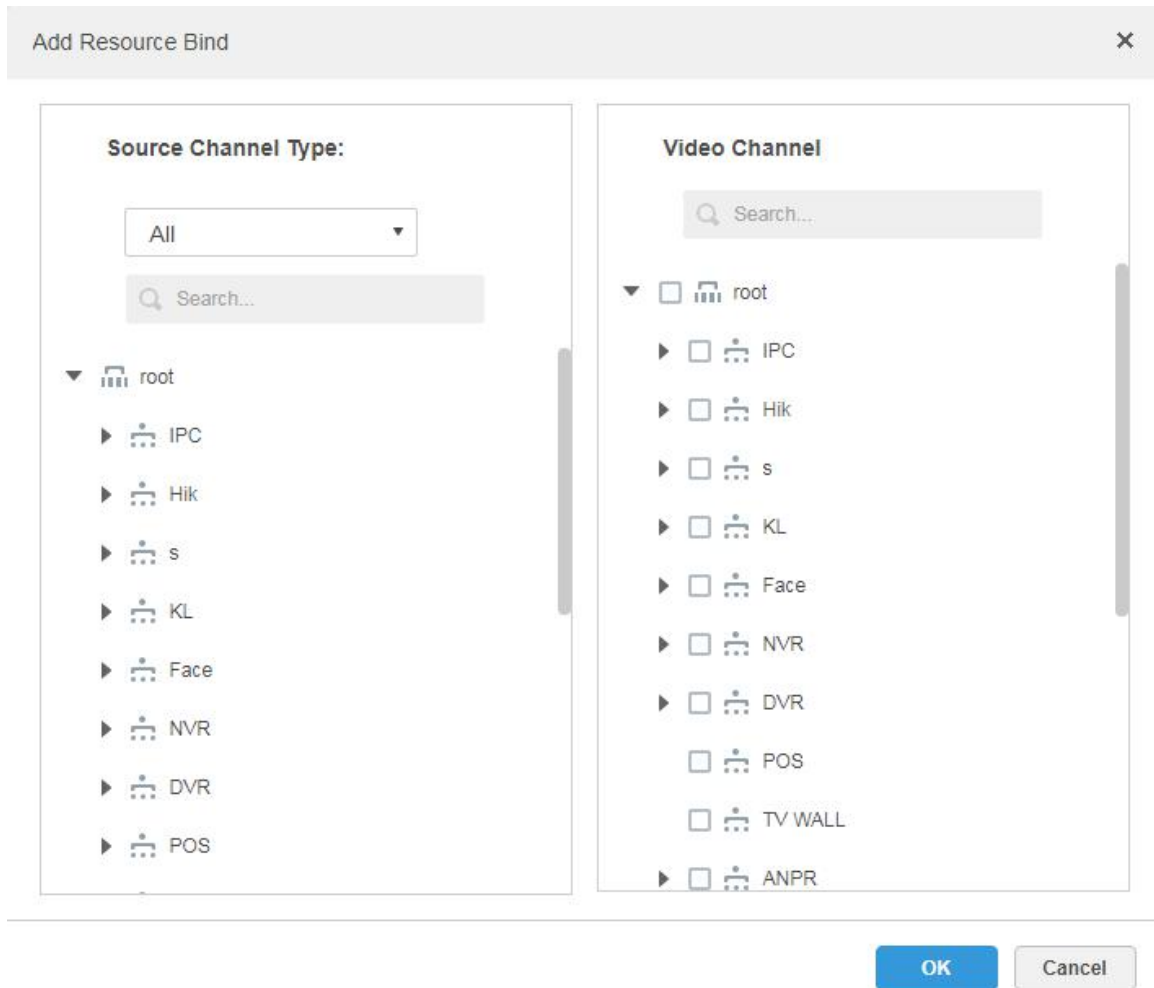 Add Resource Bind
Source Channel Type:
All
Search...
root
IPC
Hik
s
KL
Face
NVR
DVR
POS
Video Channel
Search...
root
IPC
Hik
s
KL
Face
NVR
DVR
POS
TV WALL
ANPR
OK
Cancel